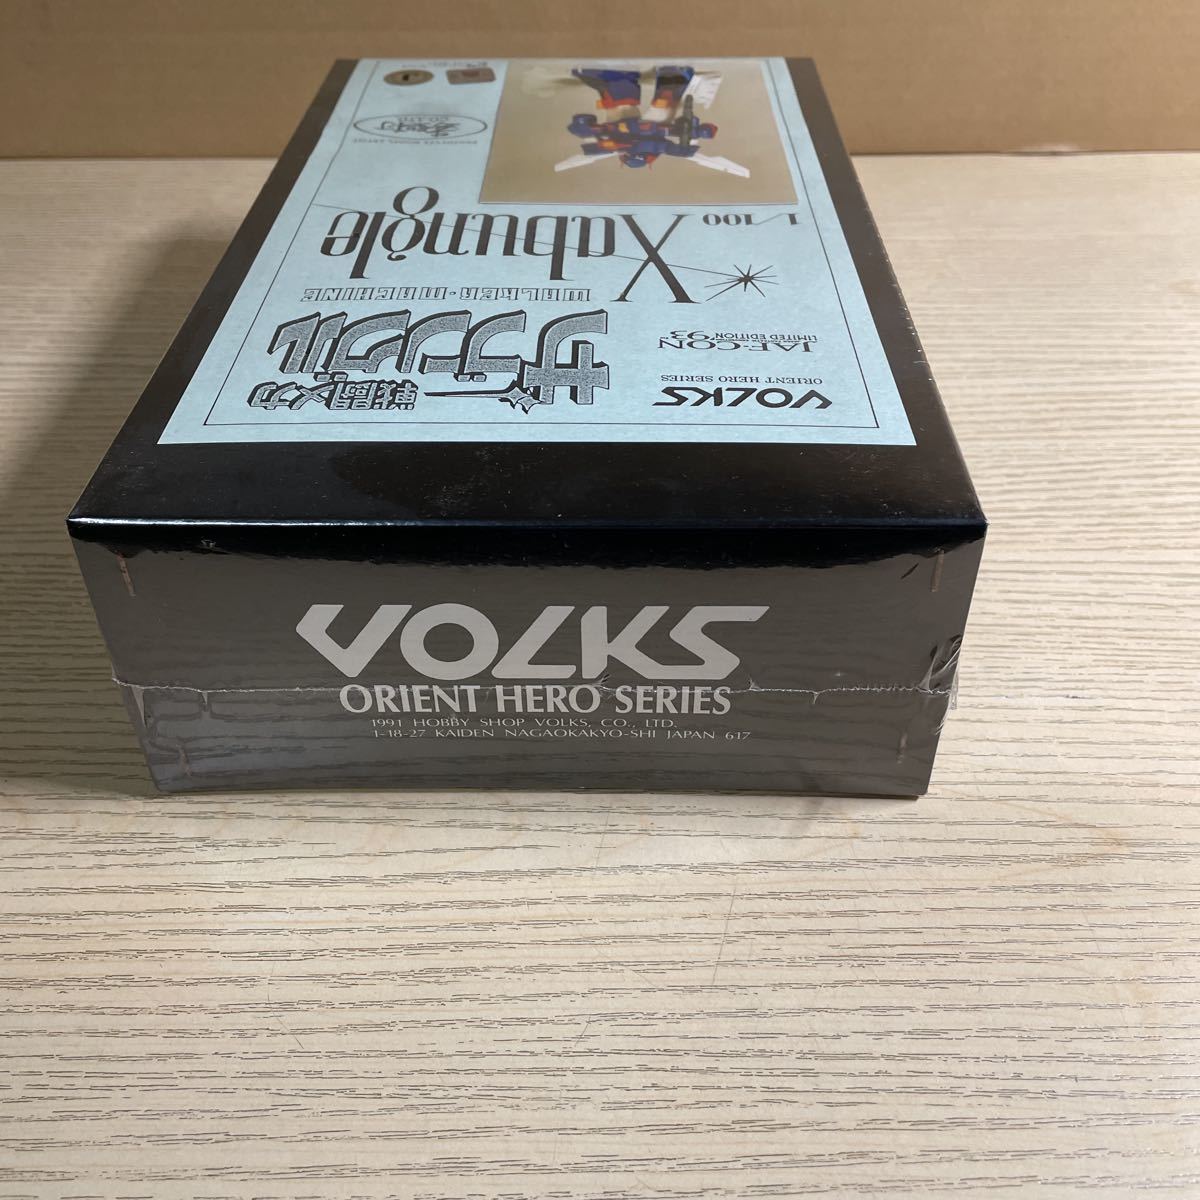 VOLKS
ORIENT HERO SERIES
1991 HOBBY SHOP VOLKS, CO., LTD.
1-18-27 KAIDEN NAGAOKAKYO-SHI JAPAN 617
VOLKS
ORIENT HERO SERIES
JAF-CON '93
LIMITED EDITION
戦闘メカ
ザブングル
WALKER·MACHINE
1/100 Xabungle
CO.,LTD